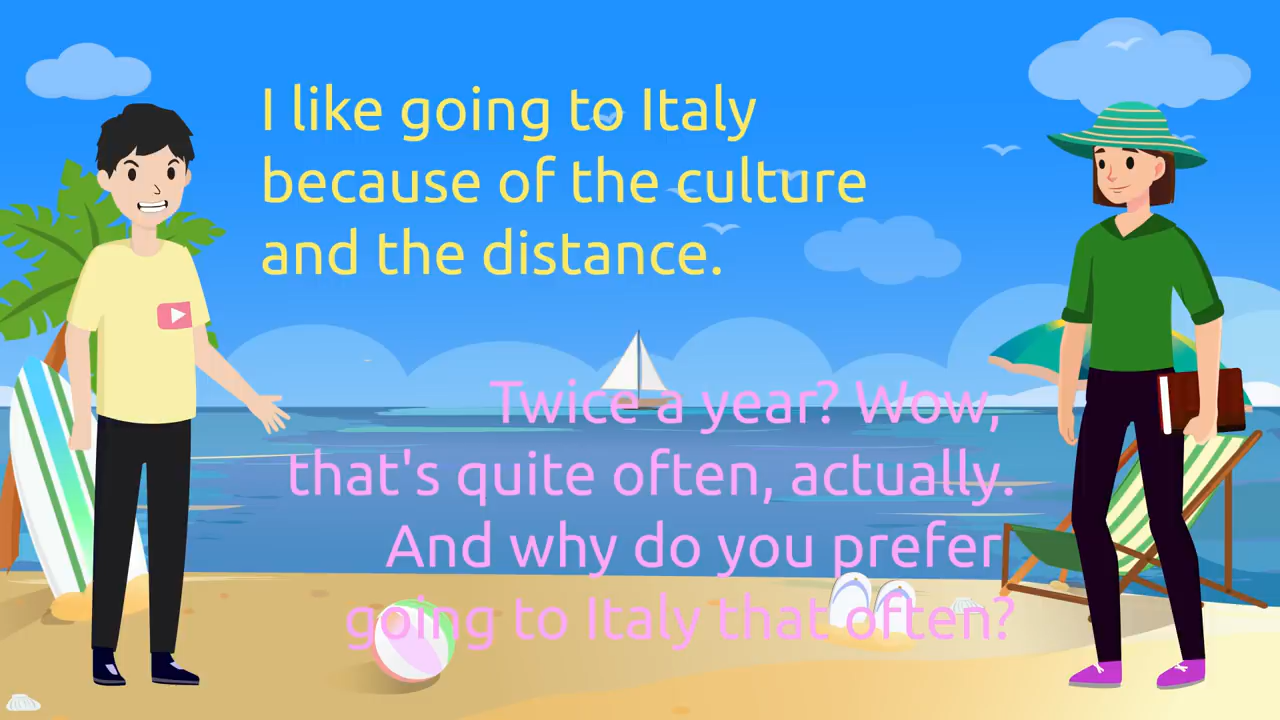 I like going to Italy
because of the culture
and the distance.
Twice a year? Wow,
that's quite often, actually.
And why do you prefer
going to Italy that often?